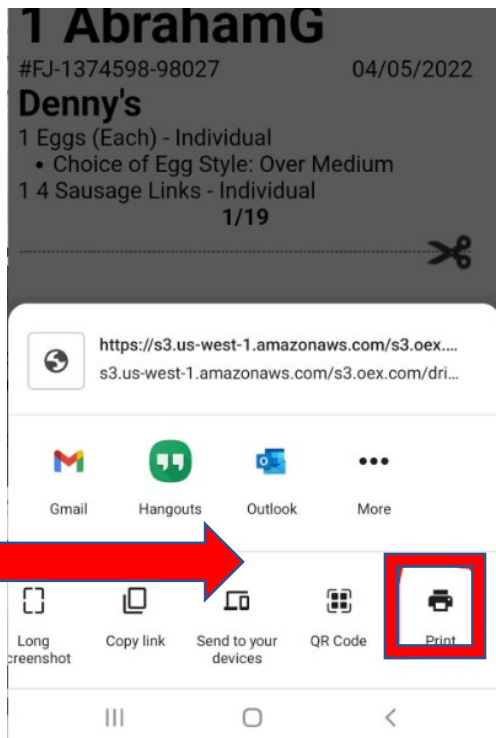 1 AbrahamG
#FJ-1374598-98027 04/05/2022
Denny's
1 Eggs (Each) - Individual
• Choice of Egg Style: Over Medium
1 4 Sausage Links - Individual
1/19
https://s3.us-west-1.amazonaws.com/s3.oex....
s3.us-west-1.amazonaws.com/s3.oex.com/dri...
Gmail Hangouts Outlook More
Long Copy link Send to your QR Code Print
creenshot devices